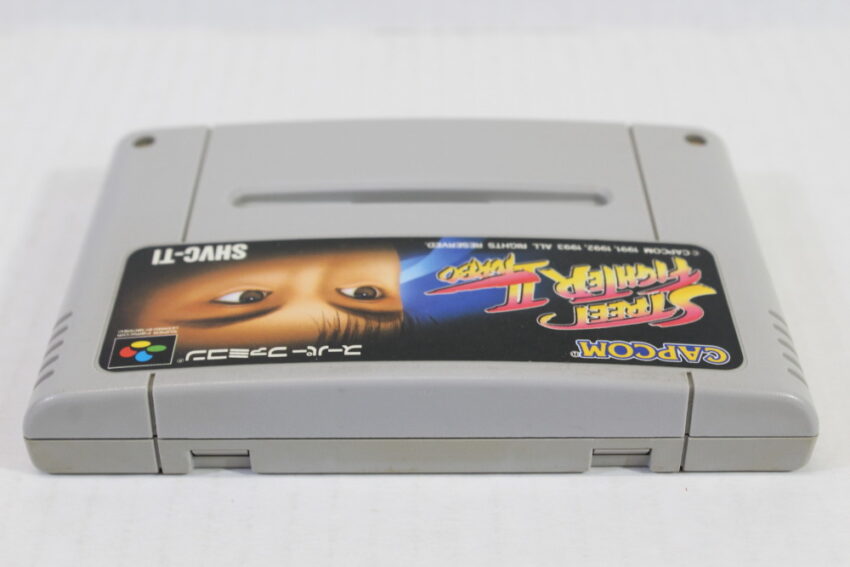 スーパーファミコン®
CAPCOM®
STREET
FIGHTER II
TURBO
SHVC-TI
© CAPCOM 1991, 1992, 1993 ALL RIGHTS RESERVED.